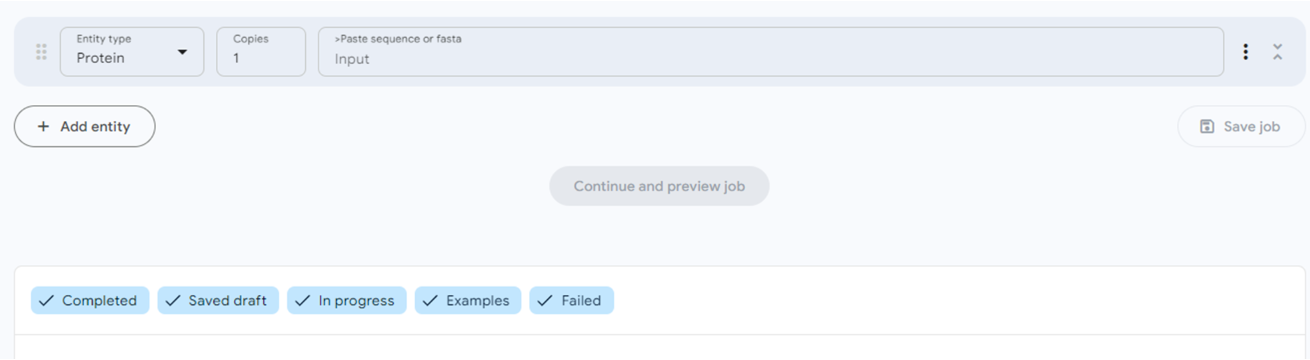 Entity type Copies >Paste sequence or fasta
Protein 1 Input
+ Add entity Save job
Continue and preview job
Completed Saved draft In progress Examples Failed